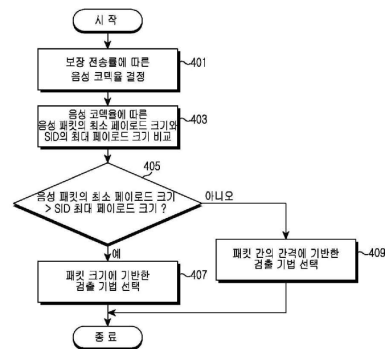 시 작
보장 전송률에 따른
음성 코덱율 결정
401
음성 코덱율에 따른
음성 패킷의 최소 페이로드 크기와
SID의 최대 페이로드 크기 비교
403
405
음성 패킷의 최소 페이로드 크기
> SID 최대 페이로드 크기 ?
아니오
예
패킷 크기에 기반한
검출 기법 선택
407
패킷 간의 간격에 기반한
검출 기법 선택
409
종 료